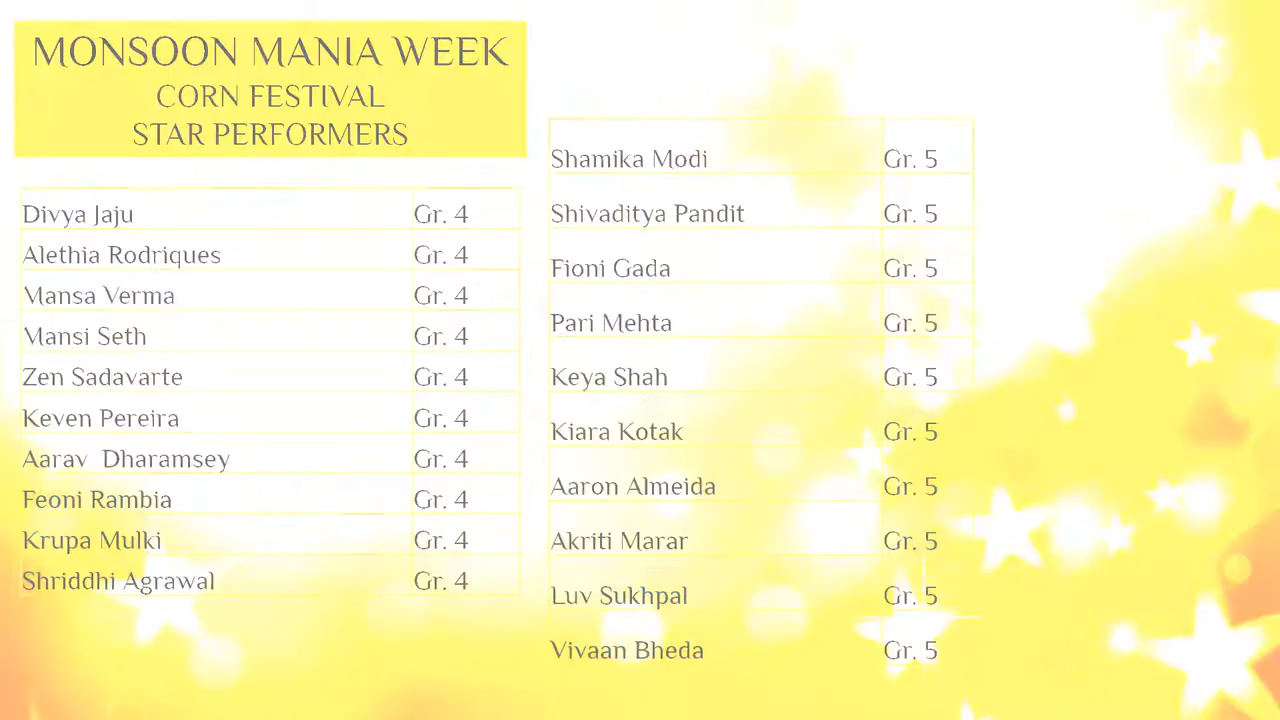 MONSOON MANIA WEEK
CORN FESTIVAL
STAR PERFORMERS
Divya Jaju Gr. 4
Alethia Rodriques Gr. 4
Mansa Verma Gr. 4
Mansi Seth Gr. 4
Zen Sadavarte Gr. 4
Keven Pereira Gr. 4
Aarav  Dharamsey Gr. 4
Feoni Rambia Gr. 4
Krupa Mulki Gr. 4
Shriddhi Agrawal Gr. 4
Shamika Modi Gr. 5
Shivaditya Pandit Gr. 5
Fioni Gada Gr. 5
Pari Mehta Gr. 5
Keya Shah Gr. 5
Kiara Kotak Gr. 5
Aaron Almeida Gr. 5
Akriti Marar Gr. 5
Luv Sukhpal Gr. 5
Vivaan Bheda Gr. 5